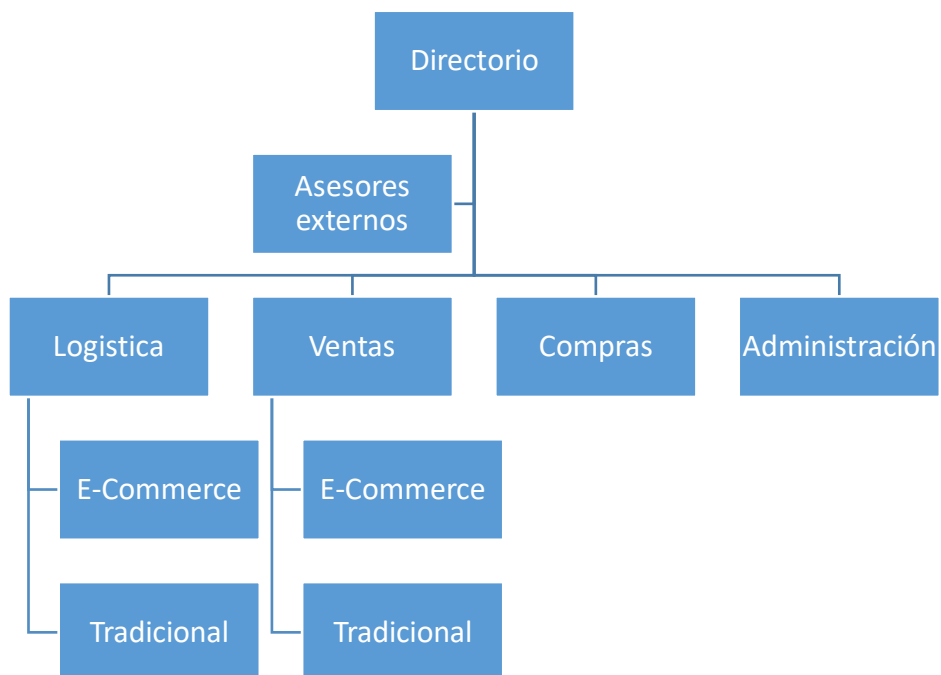 Directorio
Asesores
externos
Logistica
Ventas
Compras
Administración
E-Commerce
E-Commerce
Tradicional
Tradicional